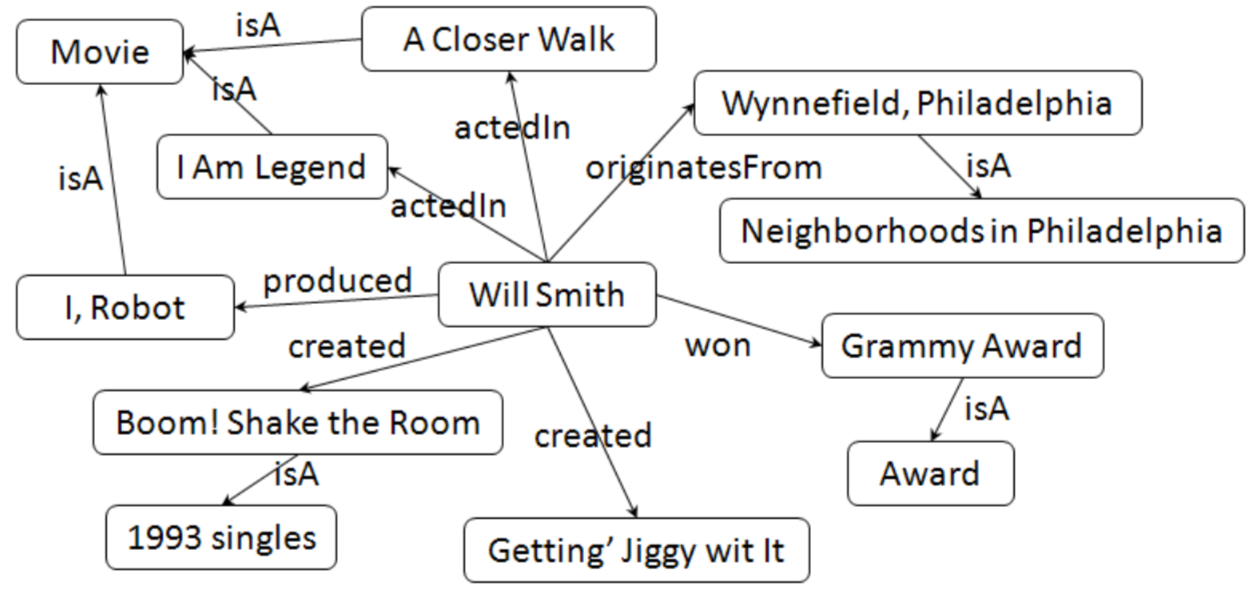 isA
A Closer Walk
Movie
isA
Wynnefield, Philadelphia
actedIn
I Am Legend
originatesFrom
isA
isA
actedIn
Neighborhoods in Philadelphia
produced
Will Smith
I, Robot
created
won
Grammy Award
Boom! Shake the Room
created
isA
isA
Award
1993 singles
Getting’ Jiggy wit It